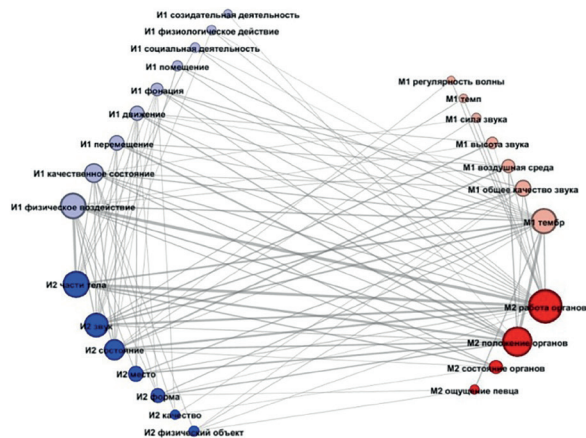 И1 созидательная деятельность
И1 физиологическое действие
И1 социальная деятельность
И1 помещение
И1 фонация
И1 движение
И1 перемещение
И1 качественное состояние
И1 физическое воздействие
И2 части тела
И2 звук
И2 состояние
И2 место
И2 форма
И2 качество
И2 физический объект
М1 регулярность волны
М1 темп
М1 сила звука
М1 высота звука
М1 воздушная среда
М1 общее качество звука
М1 тембр
М2 работа органов
М2 положение органов
М2 состояние органов
М2 ощущение певца